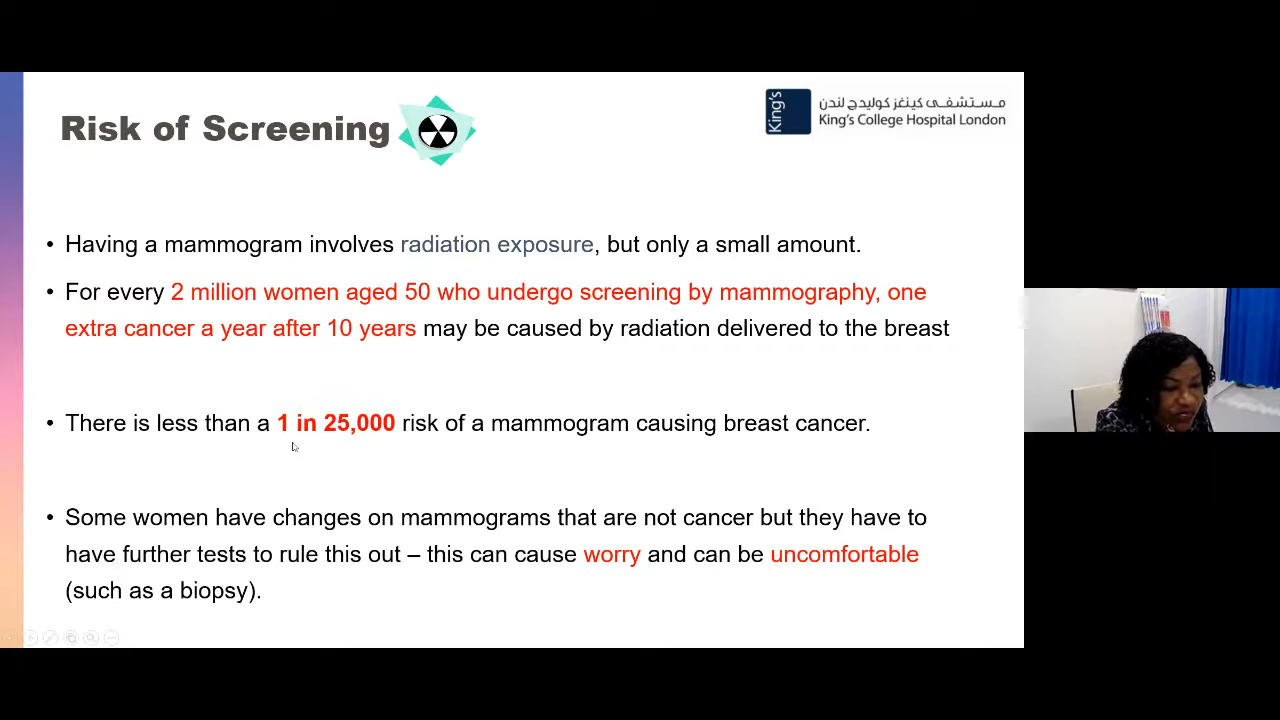 Risk of Screening
King's
مستشفى كينغز كوليدج لندن
King's College Hospital London
• Having a mammogram involves radiation exposure, but only a small amount.
• For every 2 million women aged 50 who undergo screening by mammography, one
extra cancer a year after 10 years may be caused by radiation delivered to the breast
• There is less than a 1 in 25,000 risk of a mammogram causing breast cancer.
• Some women have changes on mammograms that are not cancer but they have to
have further tests to rule this out – this can cause worry and can be uncomfortable
(such as a biopsy).